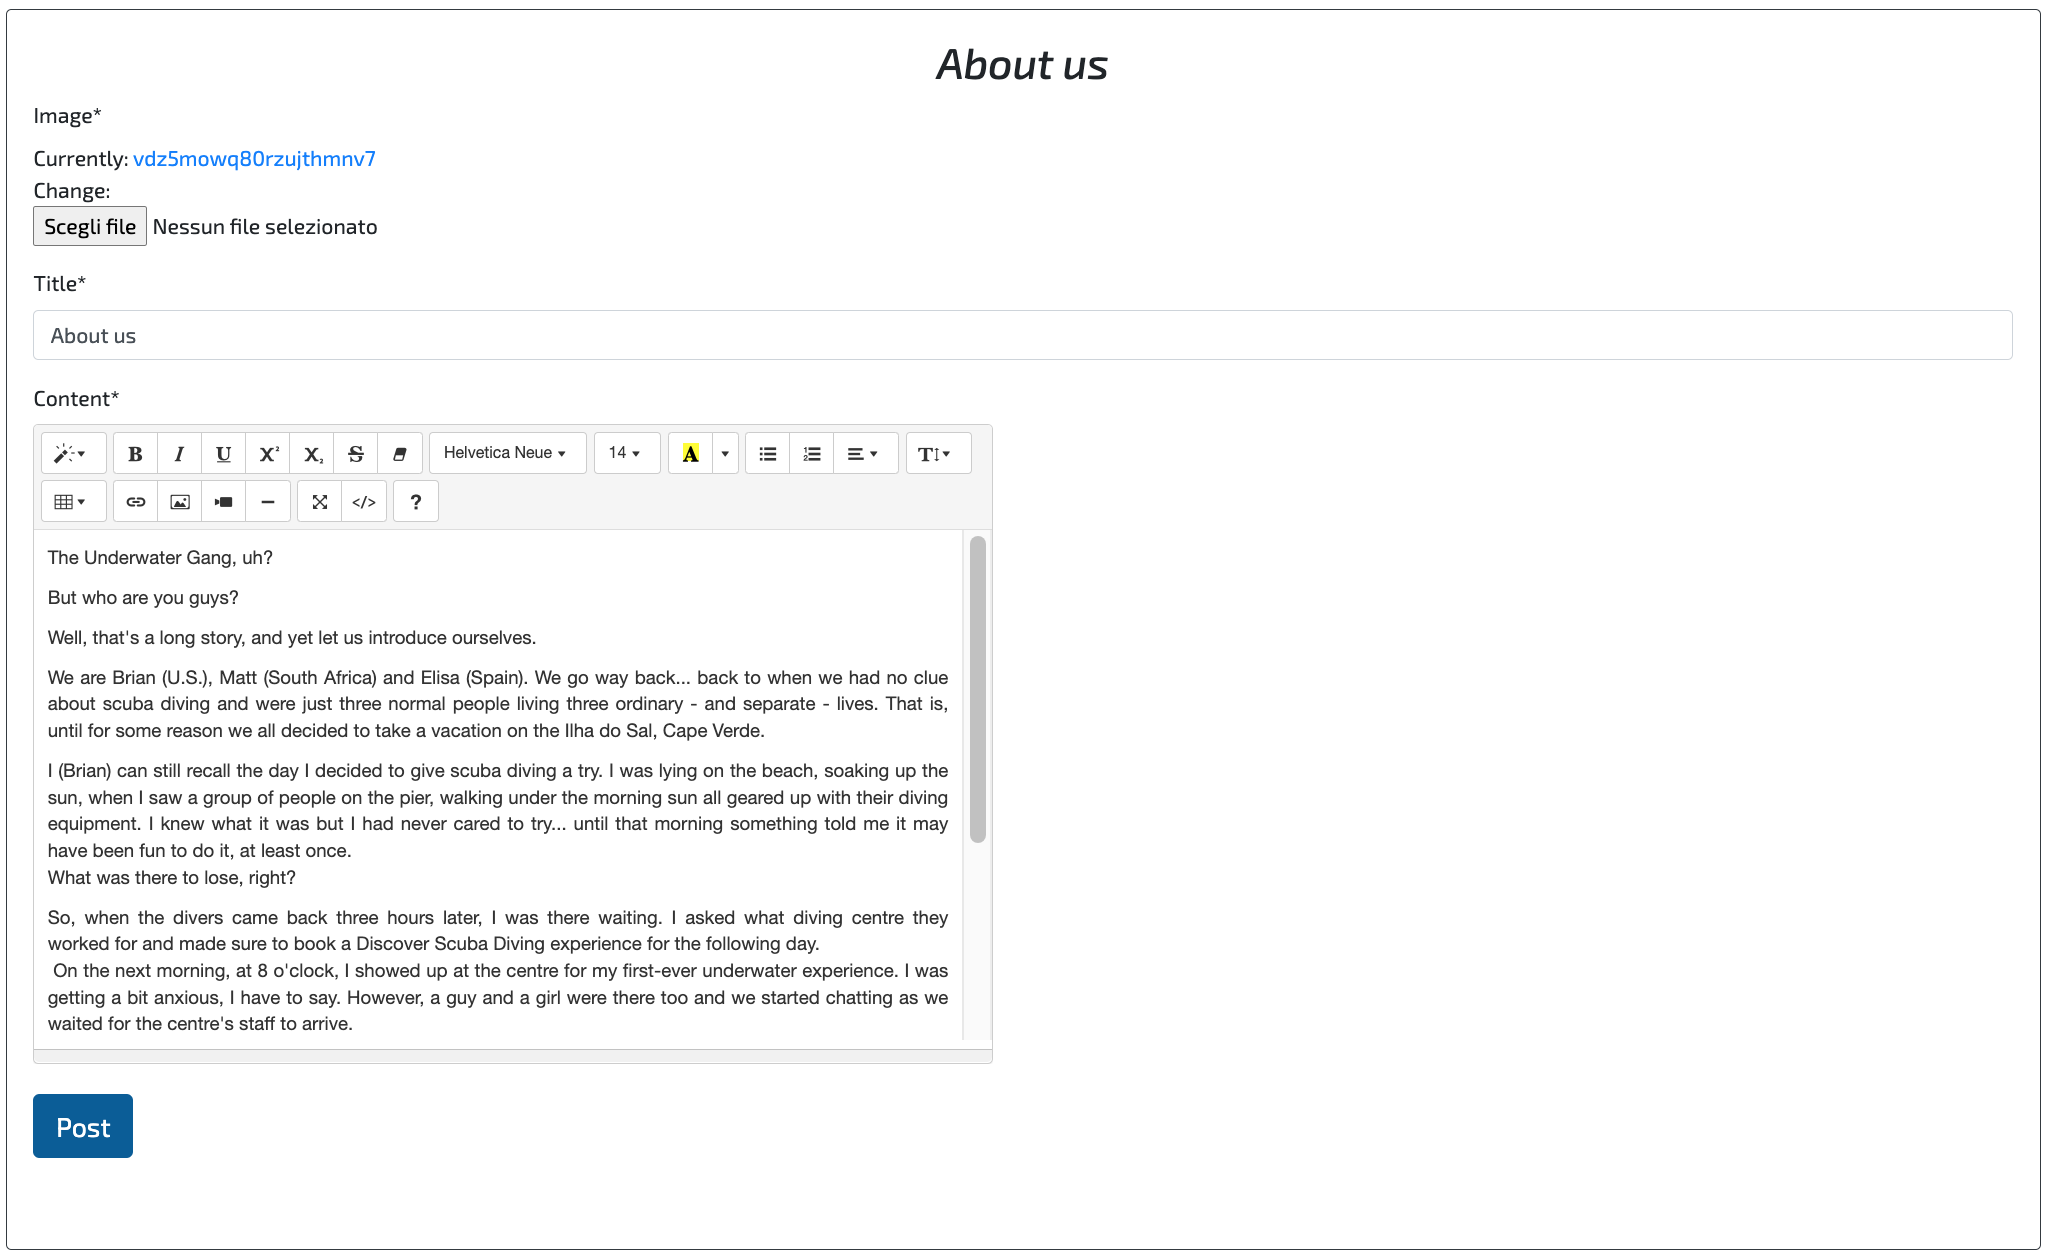 About us
Image*
Currently: vdz5mowq80rzujthmnv7
Change:
Scegli file Nessun file selezionato
Title*
About us
Content*
B I U X² X₂ S Helvetica Neue 14 A T
</> ?
The Underwater Gang, uh?
But who are you guys?
Well, that's a long story, and yet let us introduce ourselves.
We are Brian (U.S.), Matt (South Africa) and Elisa (Spain). We go way back... back to when we had no clue
about scuba diving and were just three normal people living three ordinary - and separate - lives. That is,
until for some reason we all decided to take a vacation on the Ilha do Sal, Cape Verde.
I (Brian) can still recall the day I decided to give scuba diving a try. I was lying on the beach, soaking up the
sun, when I saw a group of people on the pier, walking under the morning sun all geared up with their diving
equipment. I knew what it was but I had never cared to try... until that morning something told me it may
have been fun to do it, at least once.
What was there to lose, right?
So, when the divers came back three hours later, I was there waiting. I asked what diving centre they
worked for and made sure to book a Discover Scuba Diving experience for the following day.
On the next morning, at 8 o'clock, I showed up at the centre for my first-ever underwater experience. I was
getting a bit anxious, I have to say. However, a guy and a girl were there too and we started chatting as we
waited for the centre's staff to arrive.
Post